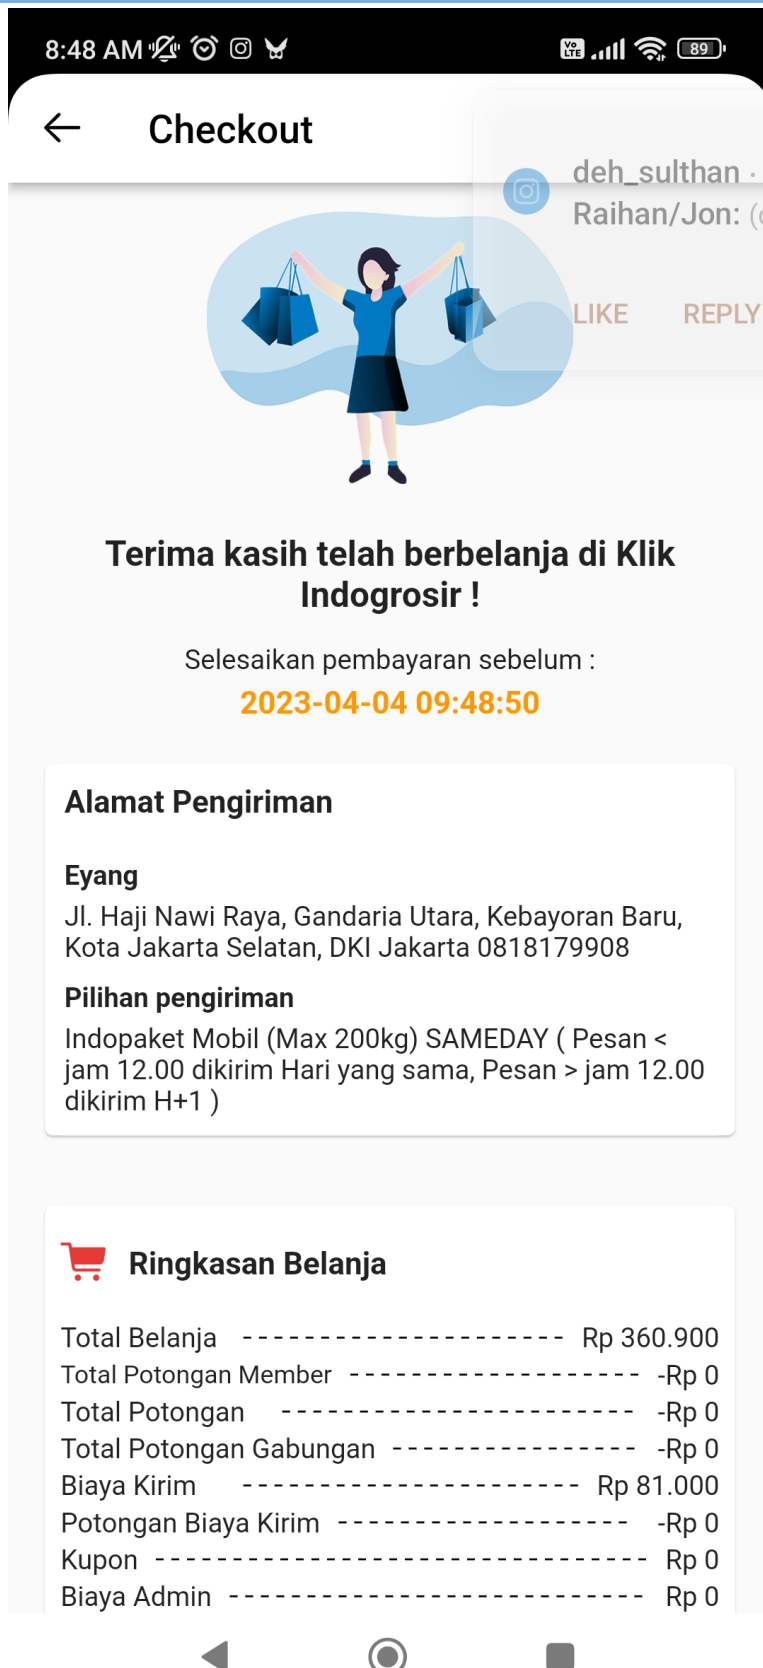 8:48 AM
Vo LTE
89
Checkout
deh_sulthan ·
Raihan/Jon:
LIKE REPLY
Terima kasih telah berbelanja di Klik
Indogrosir !
Selesaikan pembayaran sebelum :
2023-04-04 09:48:50
Alamat Pengiriman
Eyang
Jl. Haji Nawi Raya, Gandaria Utara, Kebayoran Baru,
Kota Jakarta Selatan, DKI Jakarta 0818179908
Pilihan pengiriman
Indopaket Mobil (Max 200kg) SAMEDAY ( Pesan <
jam 12.00 dikirim Hari yang sama, Pesan > jam 12.00
dikirim H+1 )
Ringkasan Belanja
Total Belanja Rp 360.900
Total Potongan Member -Rp 0
Total Potongan -Rp 0
Total Potongan Gabungan -Rp 0
Biaya Kirim Rp 81.000
Potongan Biaya Kirim -Rp 0
Kupon Rp 0
Biaya Admin Rp 0